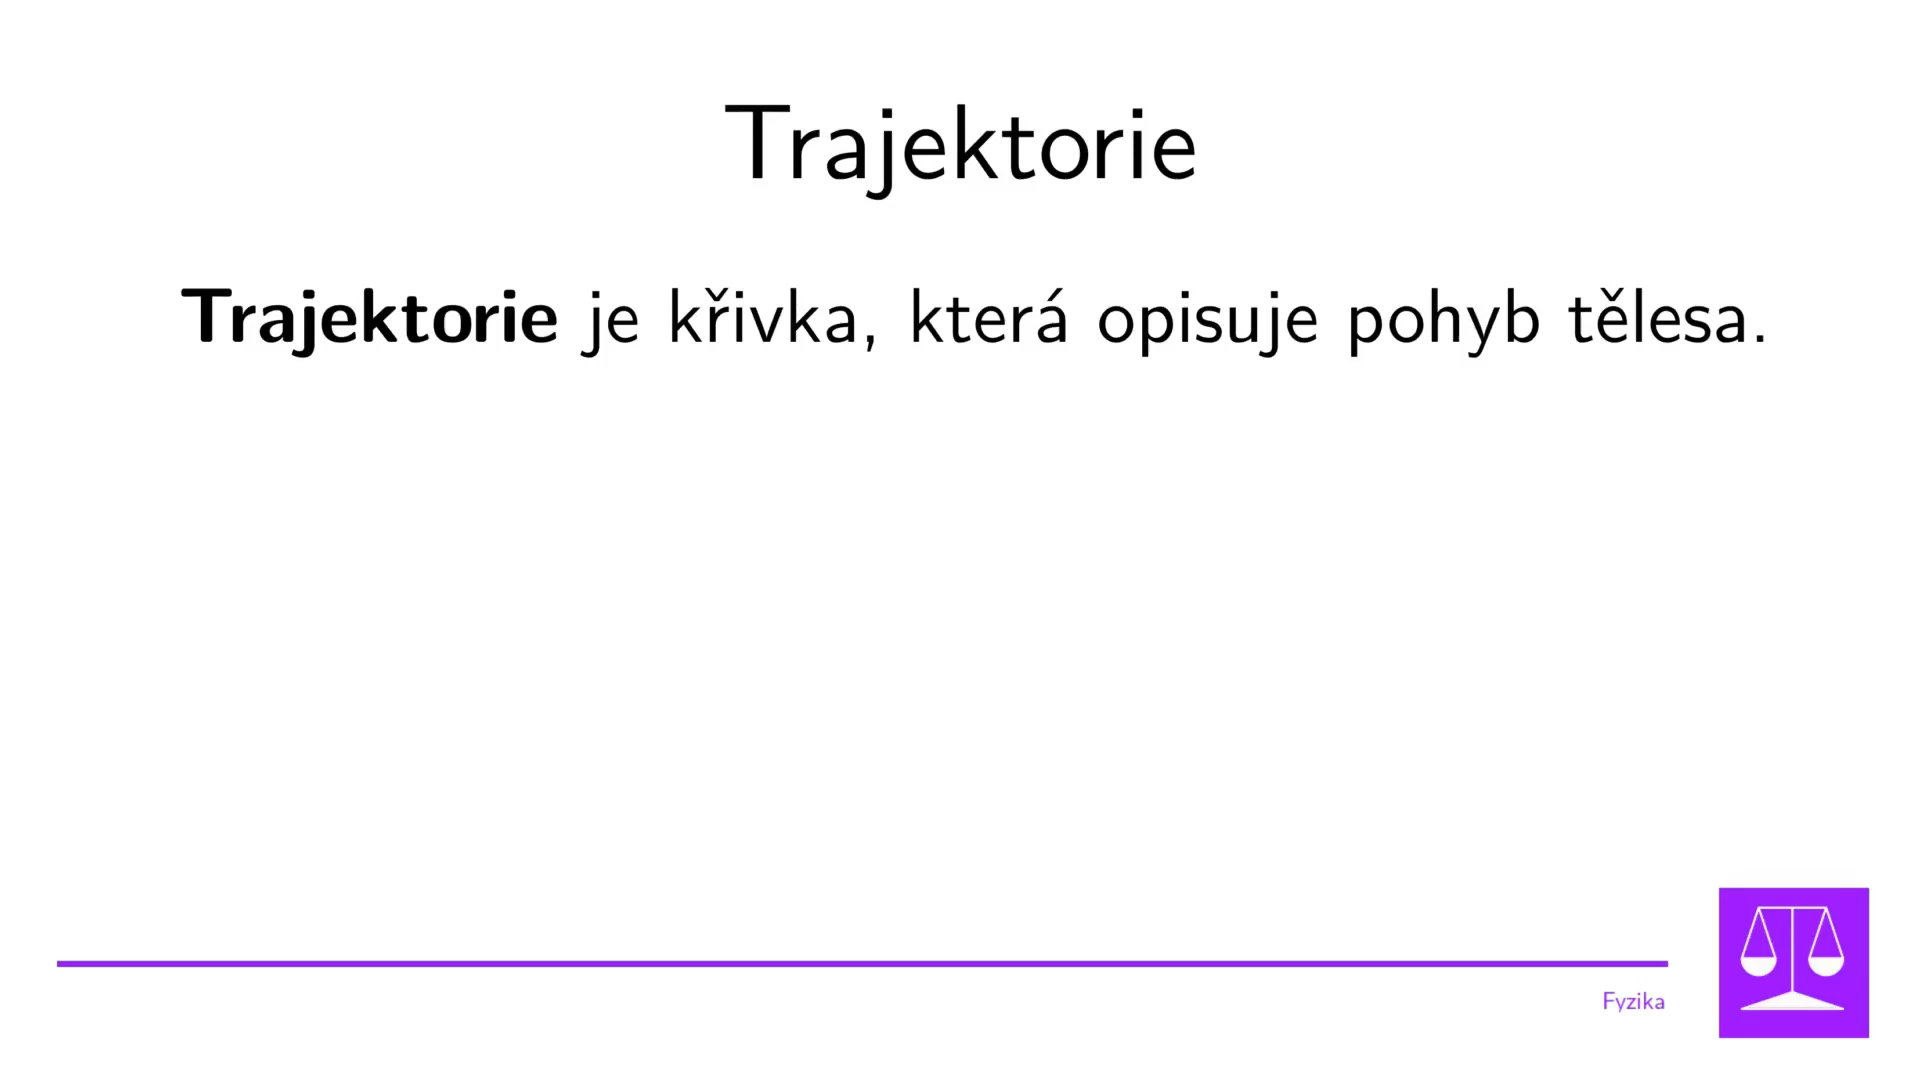 Trajektorie
Trajektorie je křivka, která opisuje pohyb tělesa.
Fyzika